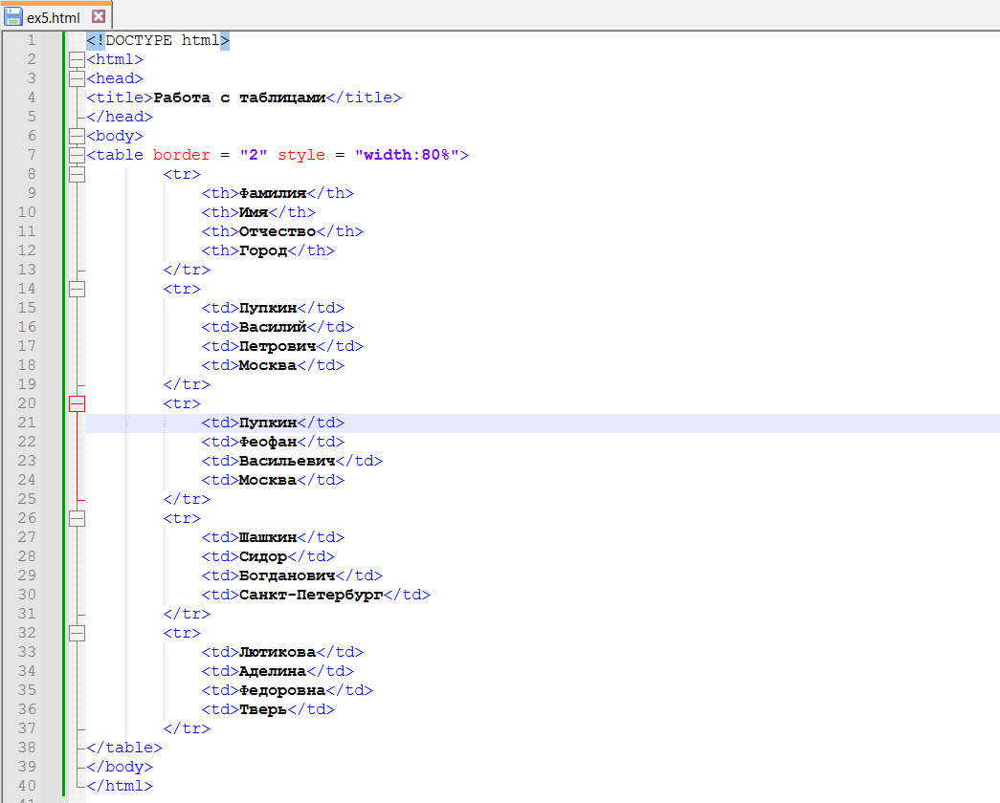 ex5.html
1 <!DOCTYPE html>
2 <html>
3 <head>
4 <title>Работа с таблицами</title>
5 </head>
6 <body>
7 <table border = "2" style = "width:80%">
8 <tr>
9 <th>Фамилия</th>
10 <th>Имя</th>
11 <th>Отчество</th>
12 <th>Город</th>
13 </tr>
14 <tr>
15 <td>Пупкин</td>
16 <td>Василий</td>
17 <td>Петрович</td>
18 <td>Москва</td>
19 </tr>
20 <tr>
21 <td>Пупкин</td>
22 <td>Феофан</td>
23 <td>Васильевич</td>
24 <td>Москва</td>
25 </tr>
26 <tr>
27 <td>Шашкин</td>
28 <td>Сидор</td>
29 <td>Богданович</td>
30 <td>Санкт-Петербург</td>
31 </tr>
32 <tr>
33 <td>Лютикова</td>
34 <td>Аделина</td>
35 <td>Федоровна</td>
36 <td>Тверь</td>
37 </tr>
38 </table>
39 </body>
40 </html>
41